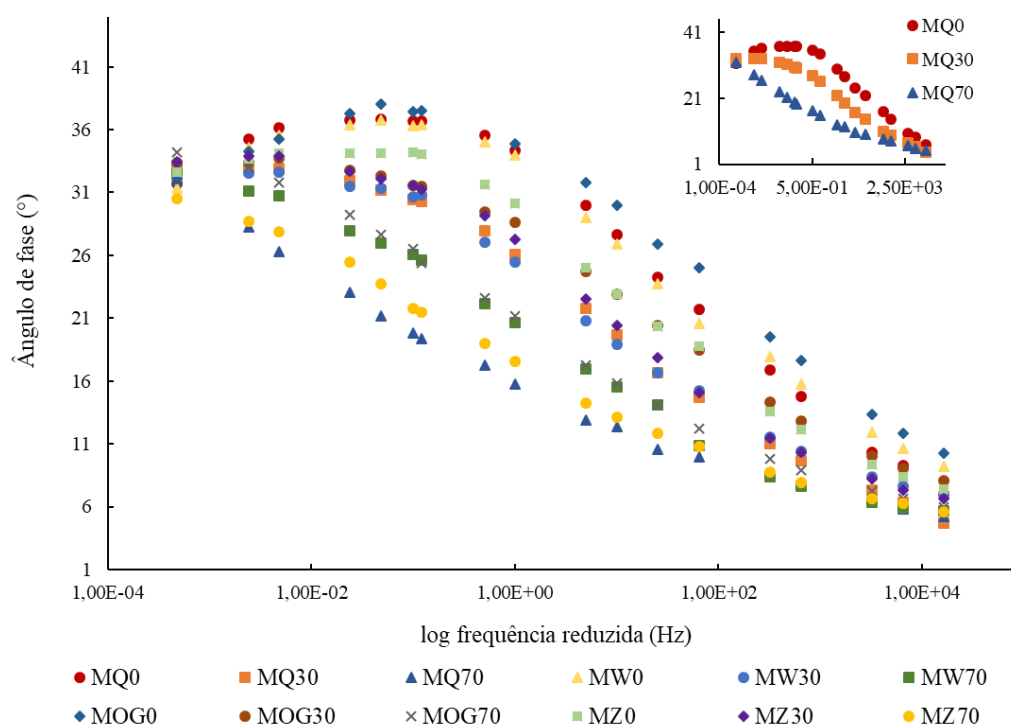 41
36
31
26
21
16
11
6
1
Ângulo de fase (°)
1,00E-04
1,00E-02
1,00E+00
1,00E+02
1,00E+04
log frequência reduzida (Hz)
41
21
1
1,00E-04
5,00E-01
2,50E+03
MQ0
MQ30
MQ70
MQ0 MQ30 MQ70 MW0 MW30 MW70
MOG0 MOG30 MOG70 MZ0 MZ30 MZ70